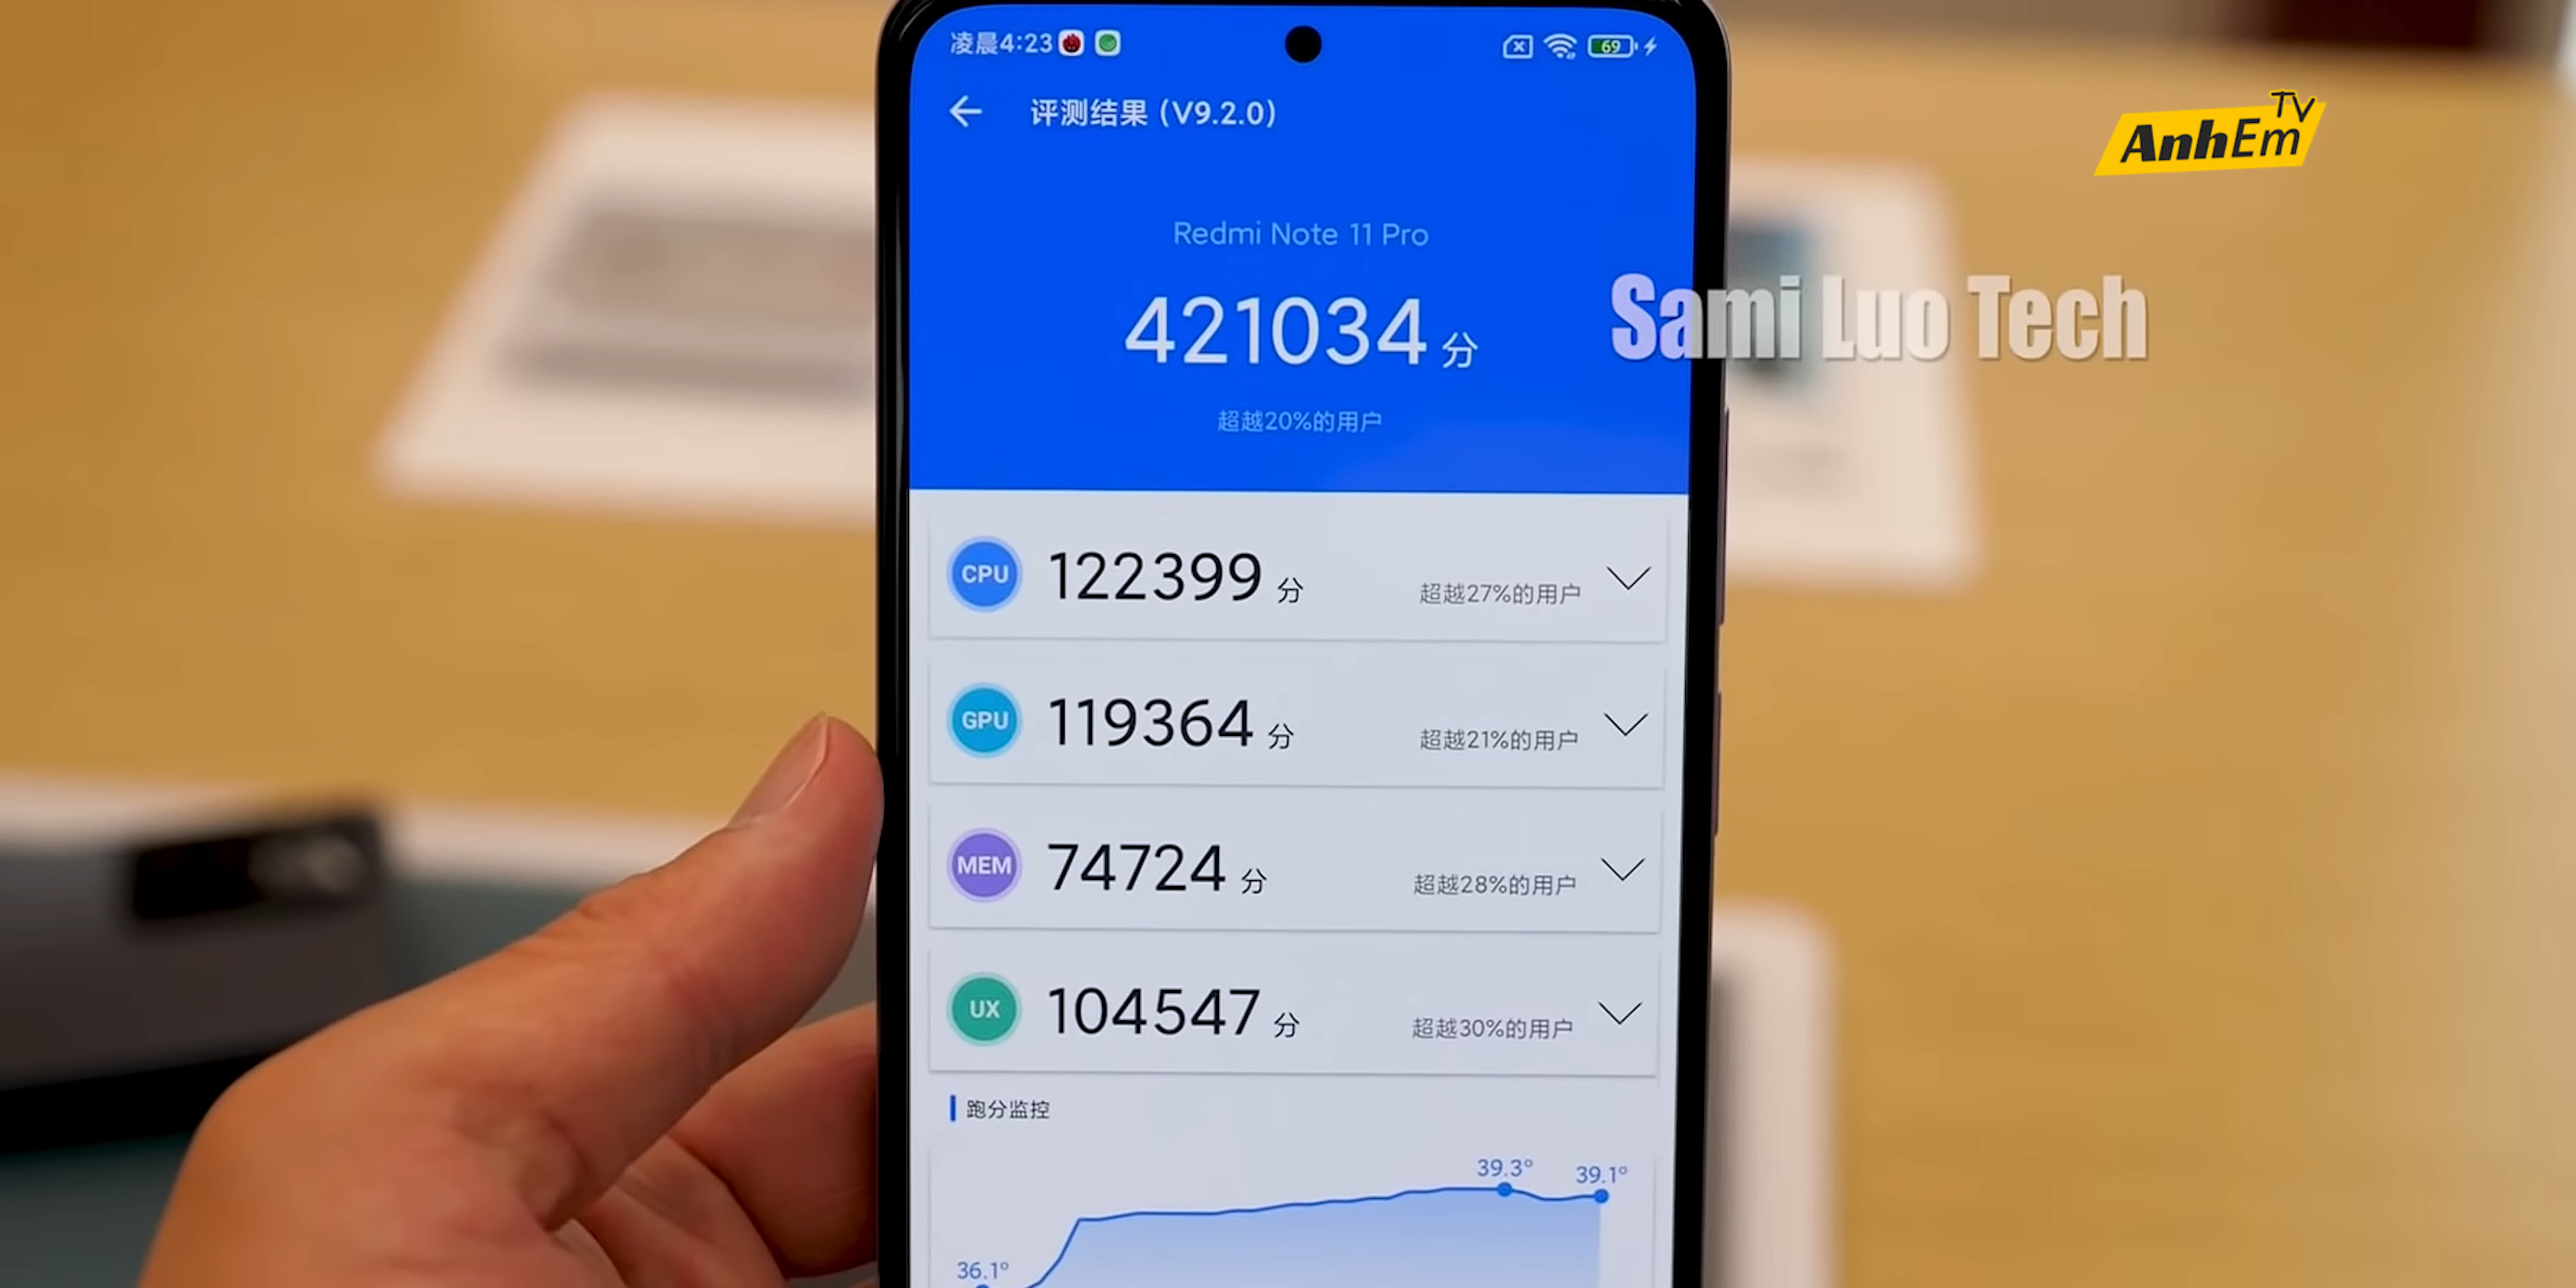 凌晨4:23
69
评测结果 (V9.2.0)
TV
AnhEm
Redmi Note 11 Pro
421034 分
Sami Luo Tech
超越20%的用户
CPU 122399 分 超越27%的用户
GPU 119364 分 超越21%的用户
MEM 74724 分 超越28%的用户
UX 104547 分 超越30%的用户
跑分监控
39.3° 39.1°
36.1°